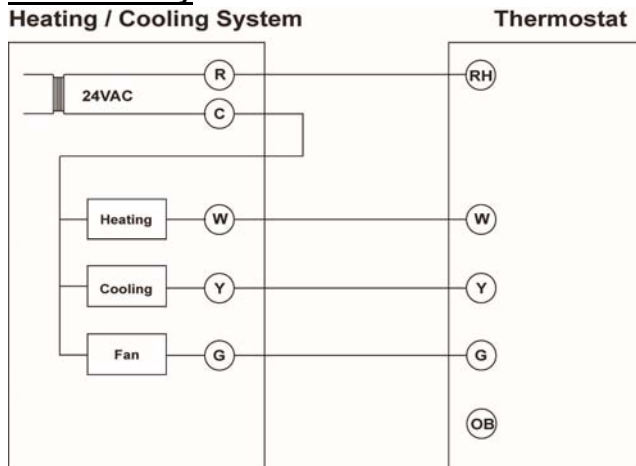 Heating / Cooling System
Thermostat
R
RH
24VAC
C
Heating
W
W
Cooling
Y
Y
Fan
G
G
OB